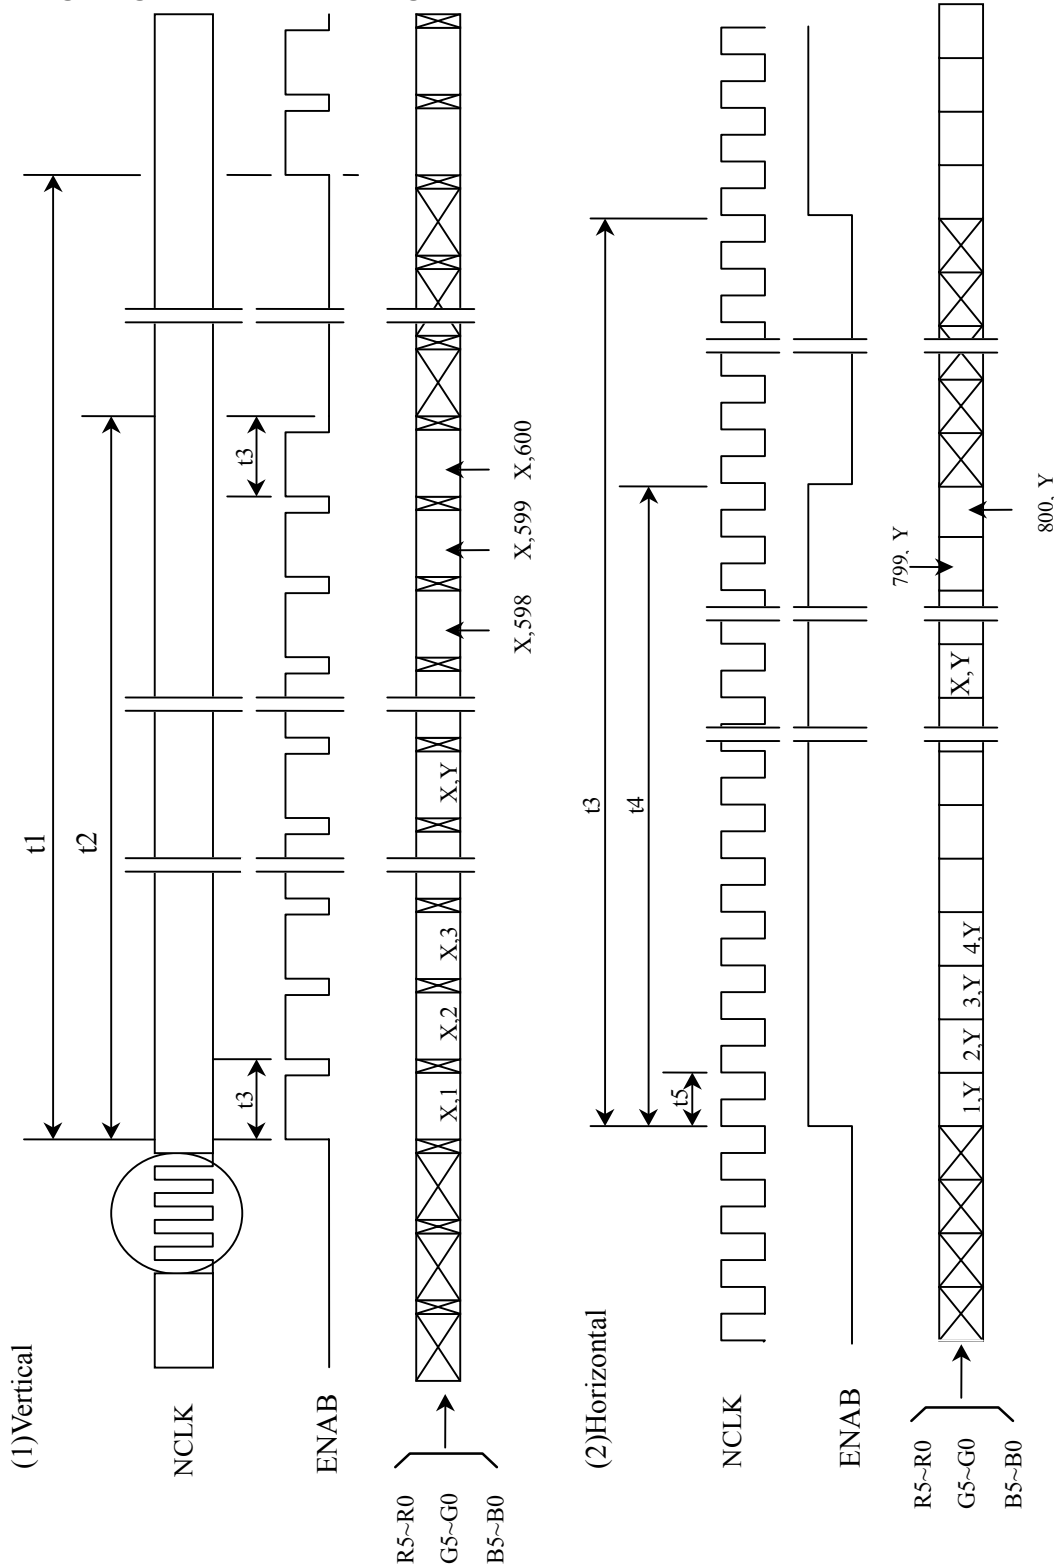 (1)Vertical
t1
t2
NCLK
t3
t3
ENAB
R5~R0
G5~G0
B5~B0
X,1
X,2
X,3
X,Y
X,598
X,599
X,600
(2)Horizontal
t3
t4
t5
NCLK
ENAB
R5~R0
G5~G0
B5~B0
1,Y
2,Y
3,Y
4,Y
X,Y
799, Y
800, Y